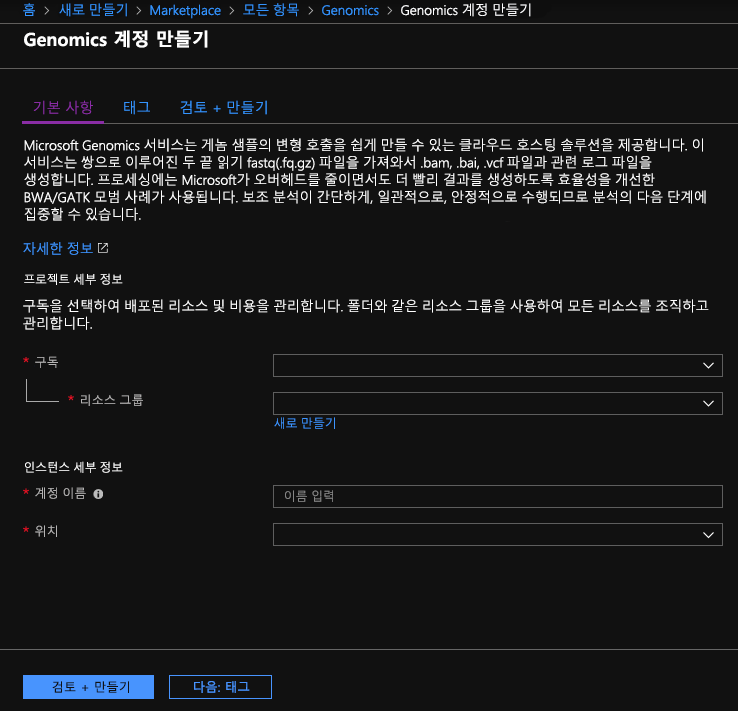 홈 > 새로 만들기 > Marketplace > 모든 항목 > Genomics > Genomics 계정 만들기
Genomics 계정 만들기
기본 사항 태그 검토 + 만들기
Microsoft Genomics 서비스는 게놈 샘플의 변형 호출을 쉽게 만들 수 있는 클라우드 호스팅 솔루션을 제공합니다. 이
서비스는 쌍으로 이루어진 두 끝 읽기 fastq(.fq.gz) 파일을 가져와서 .bam, .bai, .vcf 파일과 관련 로그 파일을
생성합니다. 프로세싱에는 Microsoft가 오버헤드를 줄이면서도 더 빨리 결과를 생성하도록 효율성을 개선한
BWA/GATK 모범 사례가 사용됩니다. 보조 분석이 간단하게, 일관적으로, 안정적으로 수행되므로 분석의 다음 단계에
집중할 수 있습니다.
자세한 정보
프로젝트 세부 정보
구독을 선택하여 배포된 리소스 및 비용을 관리합니다. 폴더와 같은 리소스 그룹을 사용하여 모든 리소스를 조직하고
관리합니다.
* 구독
* 리소스 그룹
새로 만들기
인스턴스 세부 정보
* 계정 이름 이름 입력
* 위치
검토 + 만들기 다음: 태그